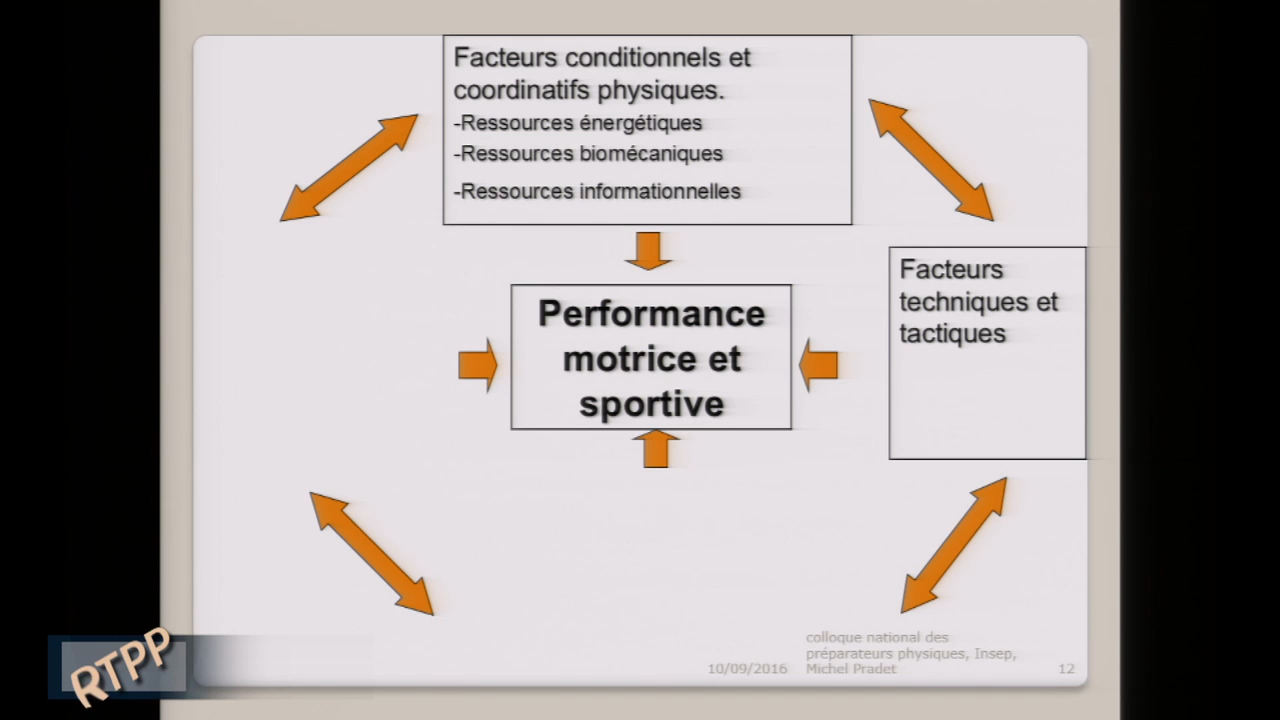 Facteurs conditionnels et
coordinatifs physiques.
-Ressources énergétiques
-Ressources biomécaniques
-Ressources informationnelles
Facteurs
techniques et
tactiques
Performance
motrice et
sportive
colloque national des
préparateurs physiques, Insep,
10/09/2016 Michel Pradet 12
RTPP